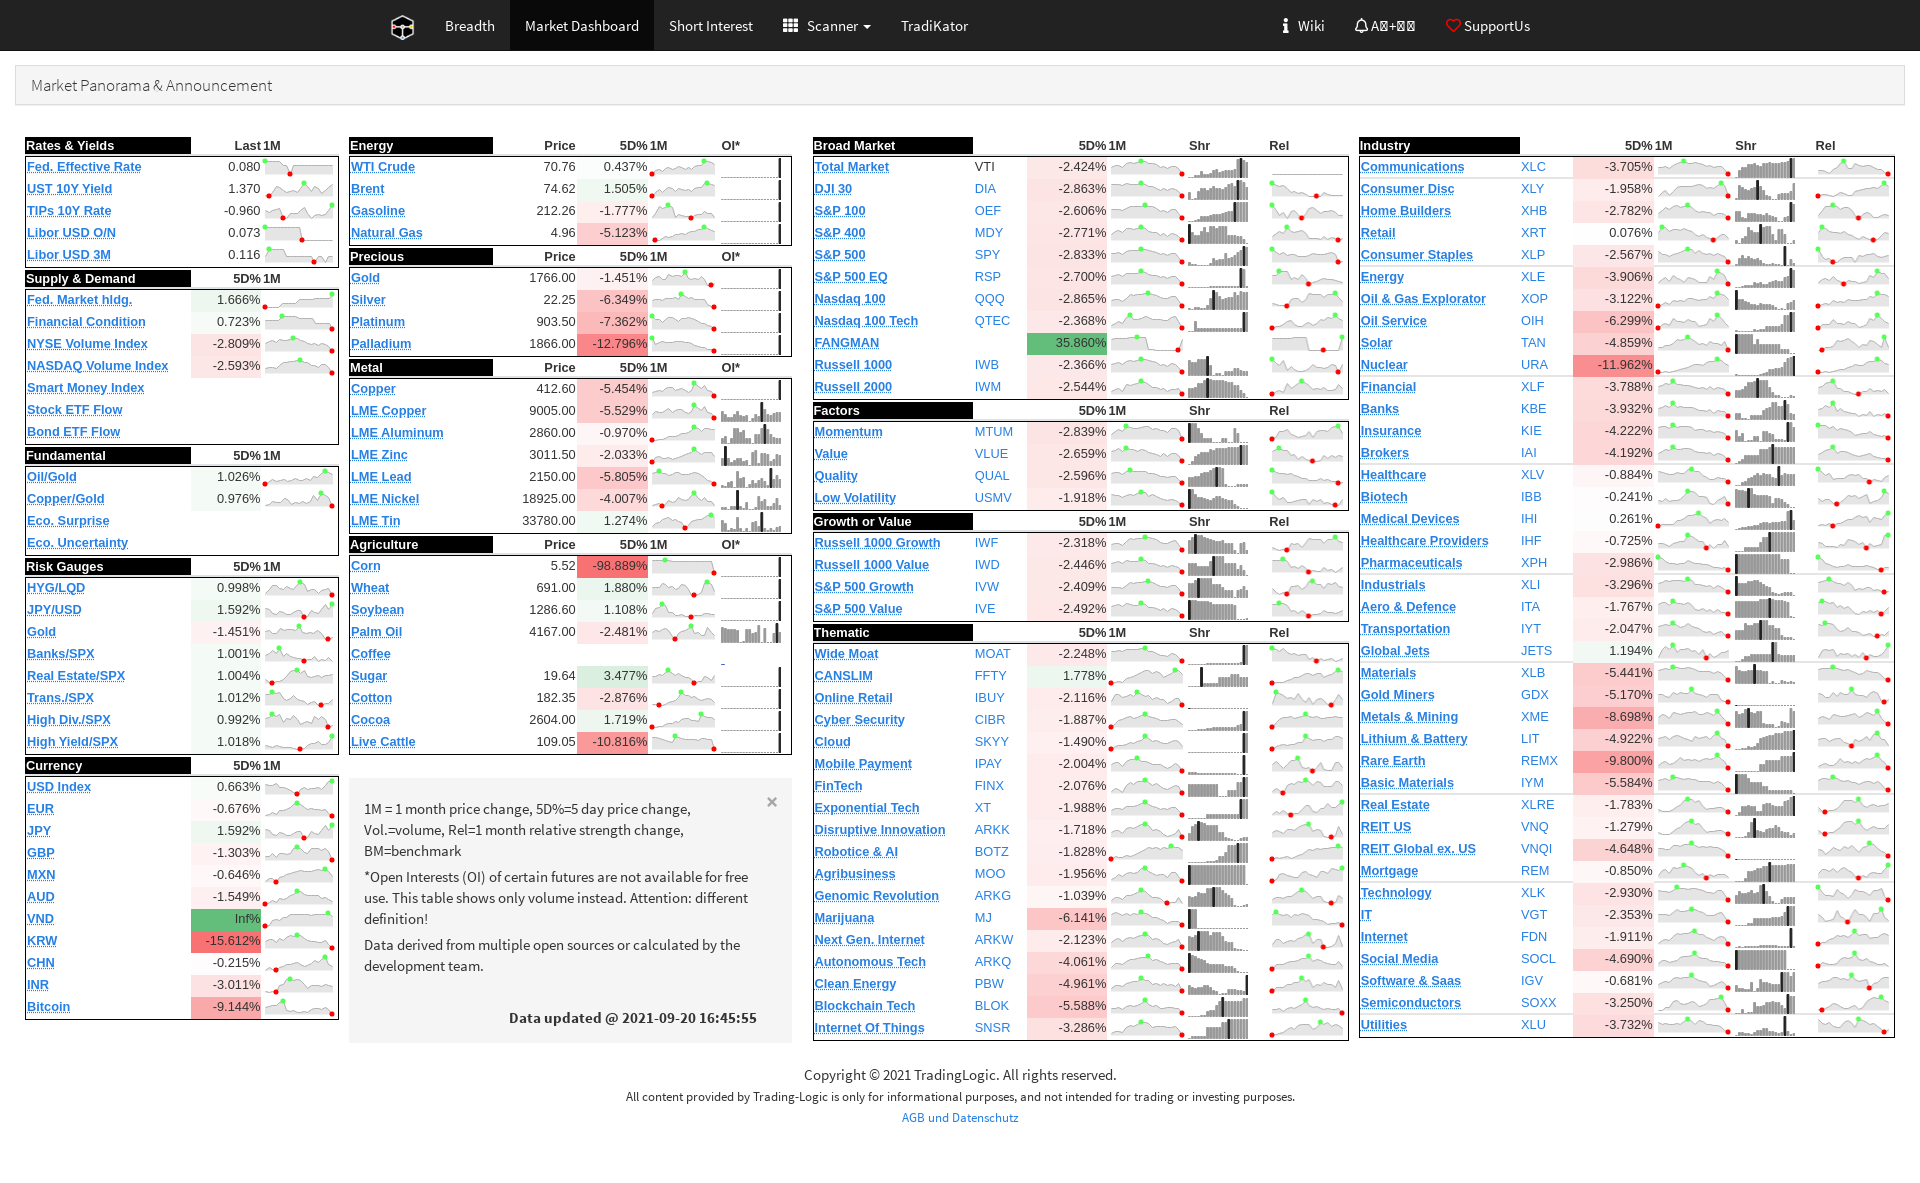 Breadth Market Dashboard Short Interest Scanner TradiKator Wiki SupportUs
Market Panorama & Announcement
Rates & Yields Last 1M
Fed. Effective Rate 0.080
UST 10Y Yield 1.370
TIPs 10Y Rate -0.960
Libor USD O/N 0.073
Libor USD 3M 0.116
Supply & Demand 5D% 1M
Fed. Market hldg. 1.666%
Financial Condition 0.723%
NYSE Volume Index -2.809%
NASDAQ Volume Index -2.593%
Smart Money Index
Stock ETF Flow
Bond ETF Flow
Fundamental 5D% 1M
Oil/Gold 1.026%
Copper/Gold 0.976%
Eco. Surprise
Eco. Uncertainty
Risk Gauges 5D% 1M
HYG/LQD 0.998%
JPY/USD 1.592%
Gold -1.451%
Banks/SPX 1.001%
Real Estate/SPX 1.004%
Trans./SPX 1.012%
High Div./SPX 0.992%
High Yield/SPX 1.018%
Currency 5D% 1M
USD Index 0.663%
EUR -0.676%
JPY 1.592%
GBP -1.303%
MXN -0.646%
AUD -1.549%
VND Inf%
KRW -15.612%
CHN -0.215%
INR -3.011%
Bitcoin -9.144%
Energy Price 5D% 1M OI*
WTI Crude 70.76 0.437%
Brent 74.62 1.505%
Gasoline 212.26 -1.777%
Natural Gas 4.96 -5.123%
Precious Price 5D% 1M OI*
Gold 1766.00 -1.451%
Silver 22.25 -6.349%
Platinum 903.50 -7.362%
Palladium 1866.00 -12.796%
Metal Price 5D% 1M OI*
Copper 412.60 -5.454%
LME Copper 9005.00 -5.529%
LME Aluminum 2860.00 -0.970%
LME Zinc 3011.50 -2.033%
LME Lead 2150.00 -5.805%
LME Nickel 18925.00 -4.007%
LME Tin 33780.00 1.274%
Agriculture Price 5D% 1M OI*
Corn 5.52 -98.889%
Wheat 691.00 1.880%
Soybean 1286.60 1.108%
Palm Oil 4167.00 -2.481%
Coffee -
Sugar 19.64 3.477%
Cotton 182.35 -2.876%
Cocoa 2604.00 1.719%
Live Cattle 109.05 -10.816%
×
1M = 1 month price change, 5D%=5 day price change,
Vol.=volume, Rel=1 month relative strength change,
BM=benchmark
*Open Interests (OI) of certain futures are not available for free
use. This table shows only volume instead. Attention: different
definition!
Data derived from multiple open sources or calculated by the
development team.
Data updated @ 2021-09-20 16:45:55
Broad Market 5D% 1M Shr Rel
Total Market VTI -2.424%
DJI 30 DIA -2.863%
S&P 100 OEF -2.606%
S&P 400 MDY -2.771%
S&P 500 SPY -2.833%
S&P 500 EQ RSP -2.700%
Nasdaq 100 QQQ -2.865%
Nasdaq 100 Tech QTEC -2.368%
FANGMAN 35.860%
Russell 1000 IWB -2.366%
Russell 2000 IWM -2.544%
Factors 5D% 1M Shr Rel
Momentum MTUM -2.839%
Value VLUE -2.659%
Quality QUAL -2.596%
Low Volatility USMV -1.918%
Growth or Value 5D% 1M Shr Rel
Russell 1000 Growth IWF -2.318%
Russell 1000 Value IWD -2.446%
S&P 500 Growth IVW -2.409%
S&P 500 Value IVE -2.492%
Thematic 5D% 1M Shr Rel
Wide Moat MOAT -2.248%
CANSLIM FFTY 1.778%
Online Retail IBUY -2.116%
Cyber Security CIBR -1.887%
Cloud SKYY -1.490%
Mobile Payment IPAY -2.004%
FinTech FINX -2.076%
Exponential Tech XT -1.988%
Disruptive Innovation ARKK -1.718%
Robotice & AI BOTZ -1.828%
Agribusiness MOO -1.956%
Genomic Revolution ARKG -1.039%
Marijuana MJ -6.141%
Next Gen. Internet ARKW -2.123%
Autonomous Tech ARKQ -4.061%
Clean Energy PBW -4.961%
Blockchain Tech BLOK -5.588%
Internet Of Things SNSR -3.286%
Industry 5D% 1M Shr Rel
Communications XLC -3.705%
Consumer Disc XLY -1.958%
Home Builders XHB -2.782%
Retail XRT 0.076%
Consumer Staples XLP -2.567%
Energy XLE -3.906%
Oil & Gas Explorator XOP -3.122%
Oil Service OIH -6.299%
Solar TAN -4.859%
Nuclear URA -11.962%
Financial XLF -3.788%
Banks KBE -3.932%
Insurance KIE -4.222%
Brokers IAI -4.192%
Healthcare XLV -0.884%
Biotech IBB -0.241%
Medical Devices IHI 0.261%
Healthcare Providers IHF -0.725%
Pharmaceuticals XPH -2.986%
Industrials XLI -3.296%
Aero & Defence ITA -1.767%
Transportation IYT -2.047%
Global Jets JETS 1.194%
Materials XLB -5.441%
Gold Miners GDX -5.170%
Metals & Mining XME -8.698%
Lithium & Battery LIT -4.922%
Rare Earth REMX -9.800%
Basic Materials IYM -5.584%
Real Estate XLRE -1.783%
REIT US VNQ -1.279%
REIT Global ex. US VNQI -4.648%
Mortgage REM -0.850%
Technology XLK -2.930%
IT VGT -2.353%
Internet FDN -1.911%
Social Media SOCL -4.690%
Software & Saas IGV -0.681%
Semiconductors SOXX -3.250%
Utilities XLU -3.732%
Copyright © 2021 TradingLogic. All rights reserved.
All content provided by Trading-Logic is only for informational purposes, and not intended for trading or investing purposes.
AGB und Datenschutz